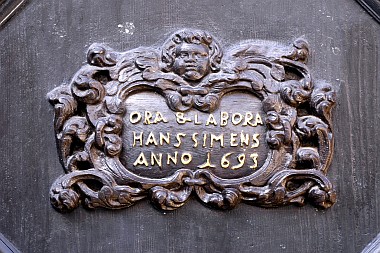 ORA & LABORA
HANS SIMENS
ANNO 1693